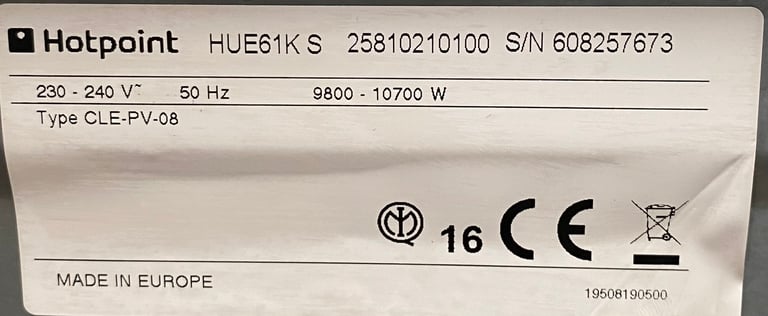 Hotpoint HUE61K S 25810210100 S/N 608257673
230 - 240 V~ 50 Hz 9800 - 10700 W
Type CLE-PV-08
16 CE
MADE IN EUROPE
19508190500